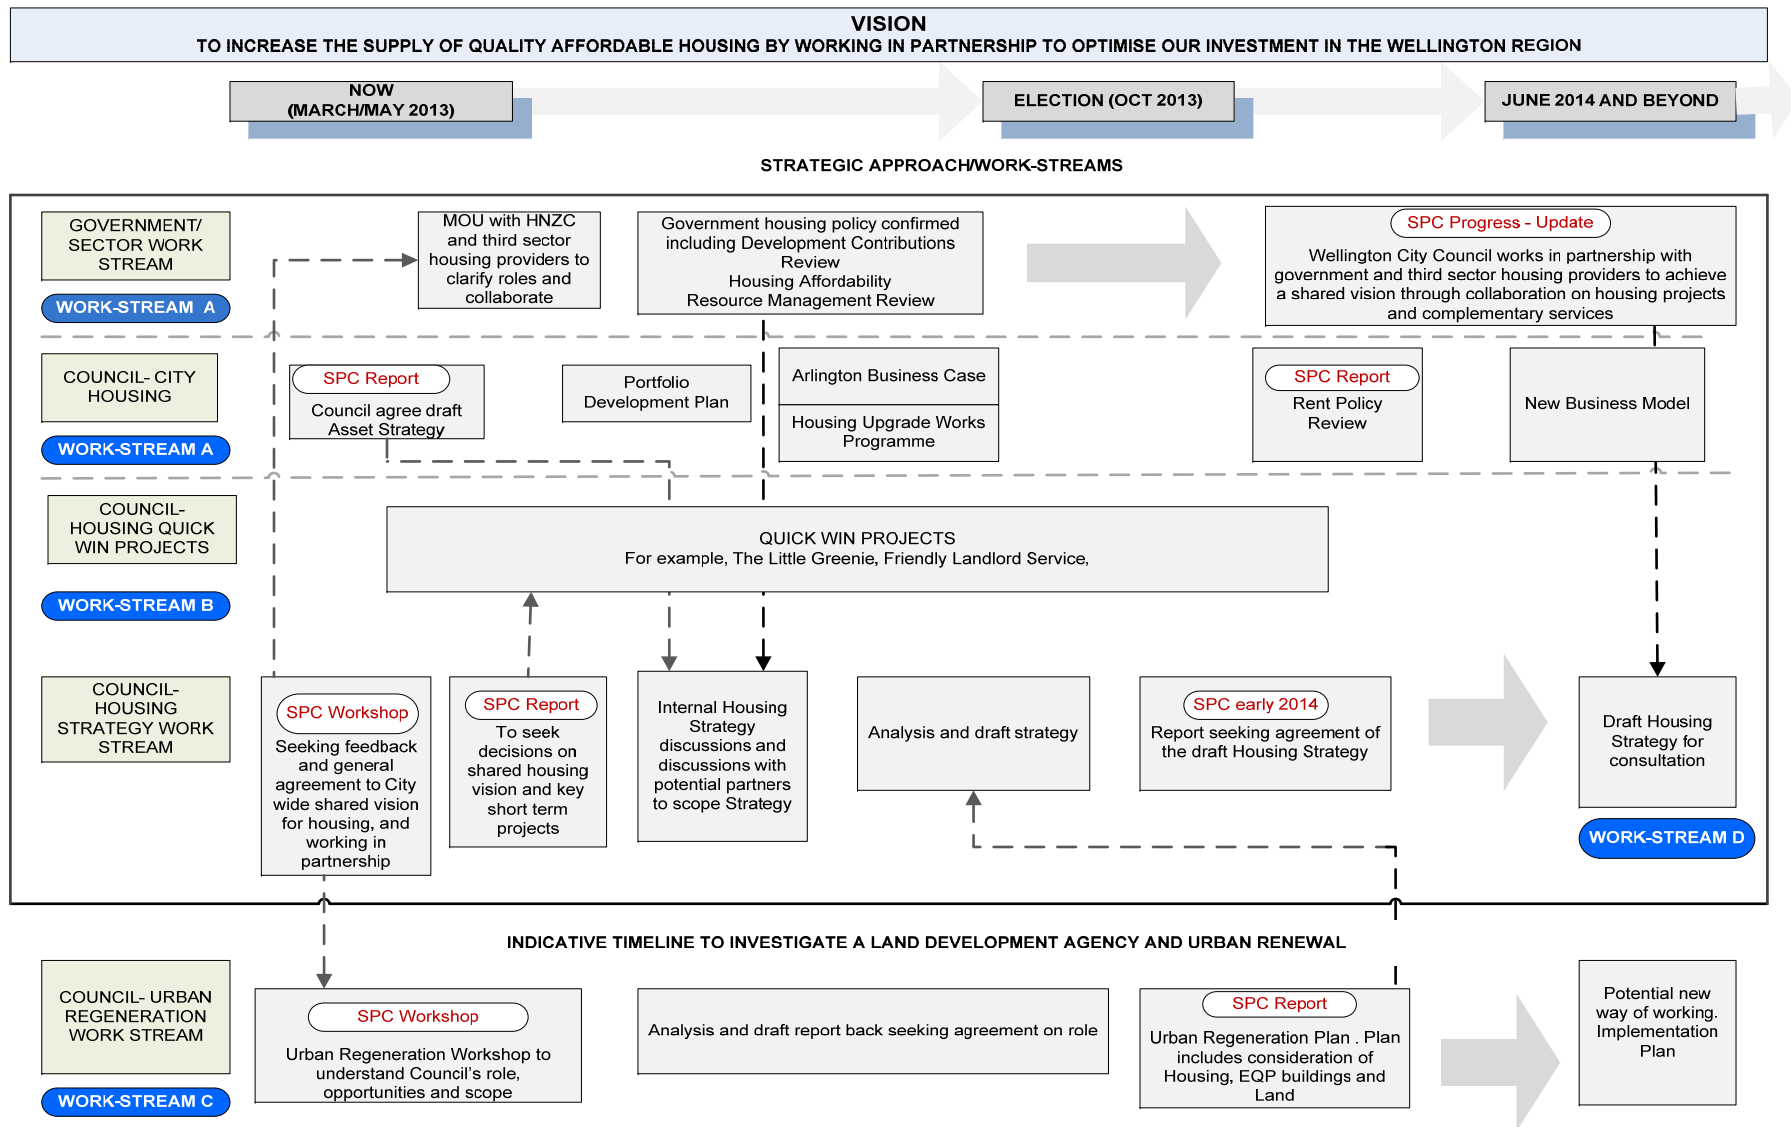 VISION
TO INCREASE THE SUPPLY OF QUALITY AFFORDABLE HOUSING BY WORKING IN PARTNERSHIP TO OPTIMISE OUR INVESTMENT IN THE WELLINGTON REGION
NOW
(MARCH/MAY 2013)
ELECTION (OCT 2013)
JUNE 2014 AND BEYOND
STRATEGIC APPROACH/WORK-STREAMS
GOVERNMENT/
SECTOR WORK
STREAM
WORK-STREAM A
MOU with HNZC
and third sector
housing providers to
clarify roles and
collaborate
Government housing policy confirmed
including Development Contributions
Review
Housing Affordability
Resource Management Review
SPC Progress - Update
Wellington City Council works in partnership with
government and third sector housing providers to achieve
a shared vision through collaboration on housing projects
and complementary services
COUNCIL- CITY
HOUSING
WORK-STREAM A
SPC Report
Council agree draft
Asset Strategy
Portfolio
Development Plan
Arlington Business Case
Housing Upgrade Works
Programme
SPC Report
Rent Policy
Review
New Business Model
COUNCIL-
HOUSING QUICK
WIN PROJECTS
WORK-STREAM B
QUICK WIN PROJECTS
For example, The Little Greenie, Friendly Landlord Service,
COUNCIL-
HOUSING
STRATEGY WORK
STREAM
SPC Workshop
Seeking feedback
and general
agreement to City
wide shared vision
for housing, and
working in
partnership
SPC Report
To seek
decisions on
shared housing
vision and key
short term
projects
Internal Housing
Strategy
discussions and
discussions with
potential partners
to scope Strategy
Analysis and draft strategy
SPC early 2014
Report seeking agreement of
the draft Housing Strategy
Draft Housing
Strategy for
consultation
WORK-STREAM D
INDICATIVE TIMELINE TO INVESTIGATE A LAND DEVELOPMENT AGENCY AND URBAN RENEWAL
COUNCIL- URBAN
REGENERATION
WORK STREAM
WORK-STREAM C
SPC Workshop
Urban Regeneration Workshop to
understand Council's role,
opportunities and scope
Analysis and draft report back seeking agreement on role
SPC Report
Urban Regeneration Plan . Plan
includes consideration of
Housing, EQP buildings and
Land
Potential new
way of working.
Implementation
Plan